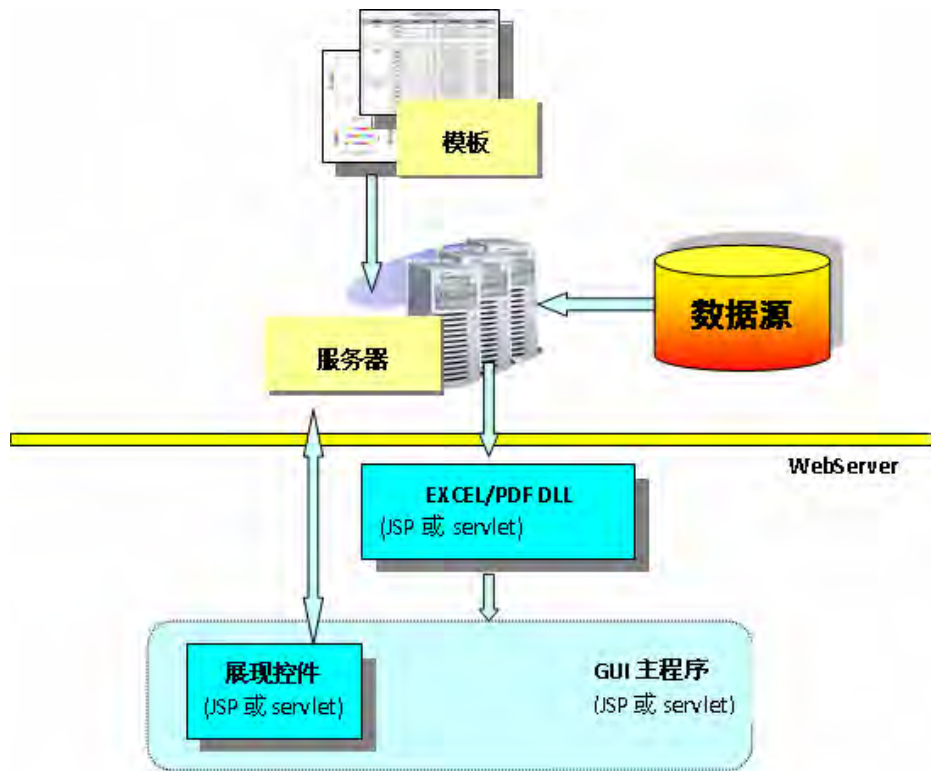 模板
数据源
服务器
WebServer
EXCEL/PDF DLL
(JSP 或 servlet)
展现控件
(JSP 或 servlet)
GUI 主程序
(JSP 或 servlet)